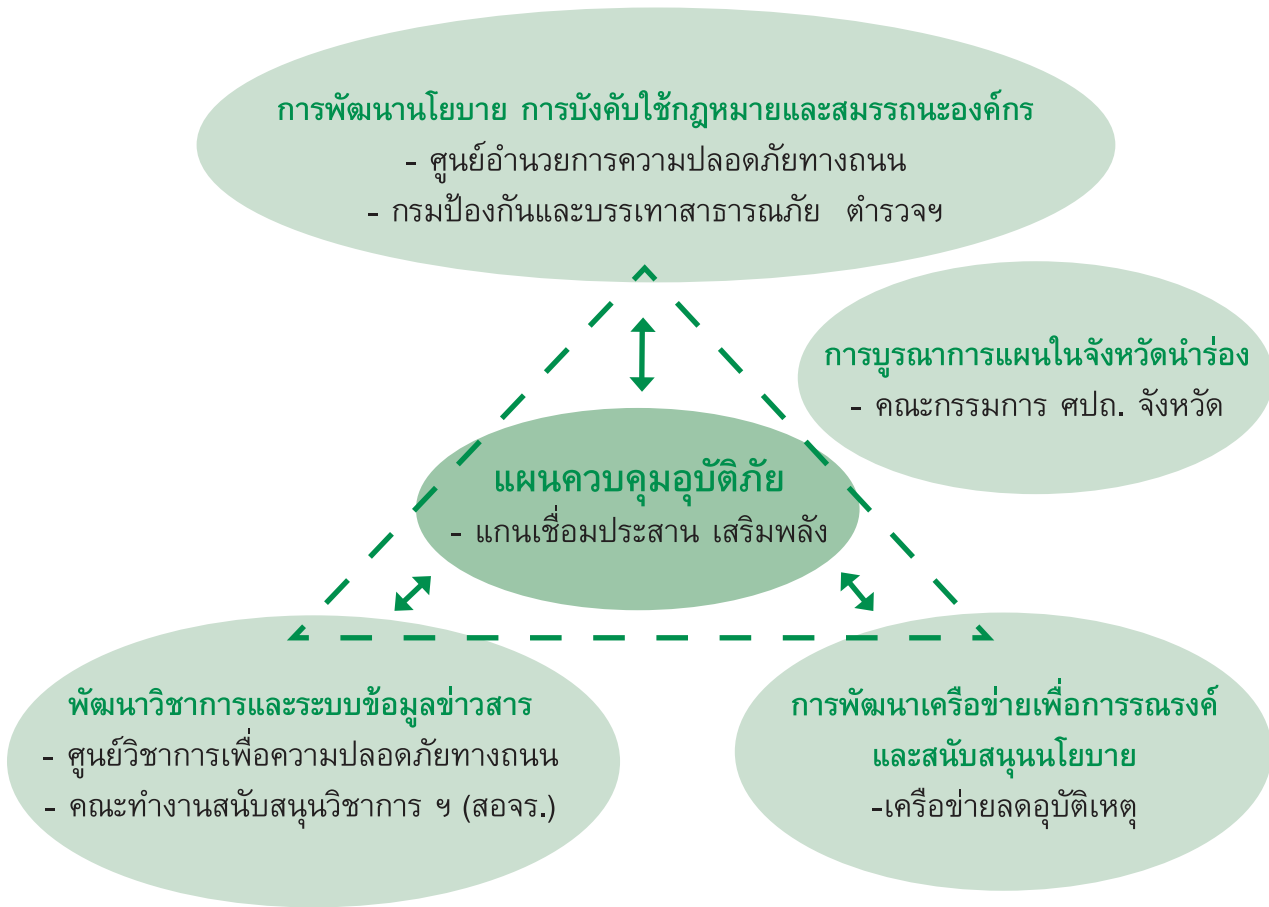 การพัฒนานโยบาย การบังคับใช้กฎหมายและสมรรถนะองค์กร
- ศูนย์อำนวยการความปลอดภัยทางถนน
- กรมป้องกันและบรรเทาสาธารณภัย ตำรวจฯ
การบูรณาการแผนในจังหวัดนำร่อง
- คณะกรรมการ ศปถ. จังหวัด
แผนควบคุมอุบัติภัย
- แกนเชื่อมประสาน เสริมพลัง
พัฒนาวิชาการและระบบข้อมูลข่าวสาร
- ศูนย์วิชาการเพื่อความปลอดภัยทางถนน
- คณะทำงานสนับสนุนวิชาการ ฯ (สอจร.)
การพัฒนาเครือข่ายเพื่อการรณรงค์
และสนับสนุนนโยบาย
-เครือข่ายลดอุบัติเหตุ